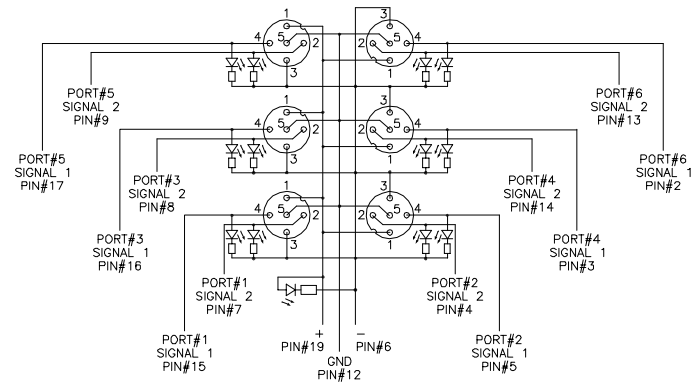 1
3
4
5
2
2
5
4
3
1
PORT#5
SIGNAL 2
PIN#9
PORT#6
SIGNAL 2
PIN#13
1
3
4
5
2
2
5
4
3
1
PORT#5
SIGNAL 1
PIN#17
PORT#6
SIGNAL 1
PIN#2
PORT#3
SIGNAL 2
PIN#8
PORT#4
SIGNAL 2
PIN#14
1
3
4
5
2
2
5
4
3
1
PORT#3
SIGNAL 1
PIN#16
PORT#4
SIGNAL 1
PIN#3
PORT#1
SIGNAL 2
PIN#7
PORT#2
SIGNAL 2
PIN#4
+
−
PIN#19
PIN#6
PORT#1
SIGNAL 1
PIN#15
GND
PIN#12
PORT#2
SIGNAL 1
PIN#5